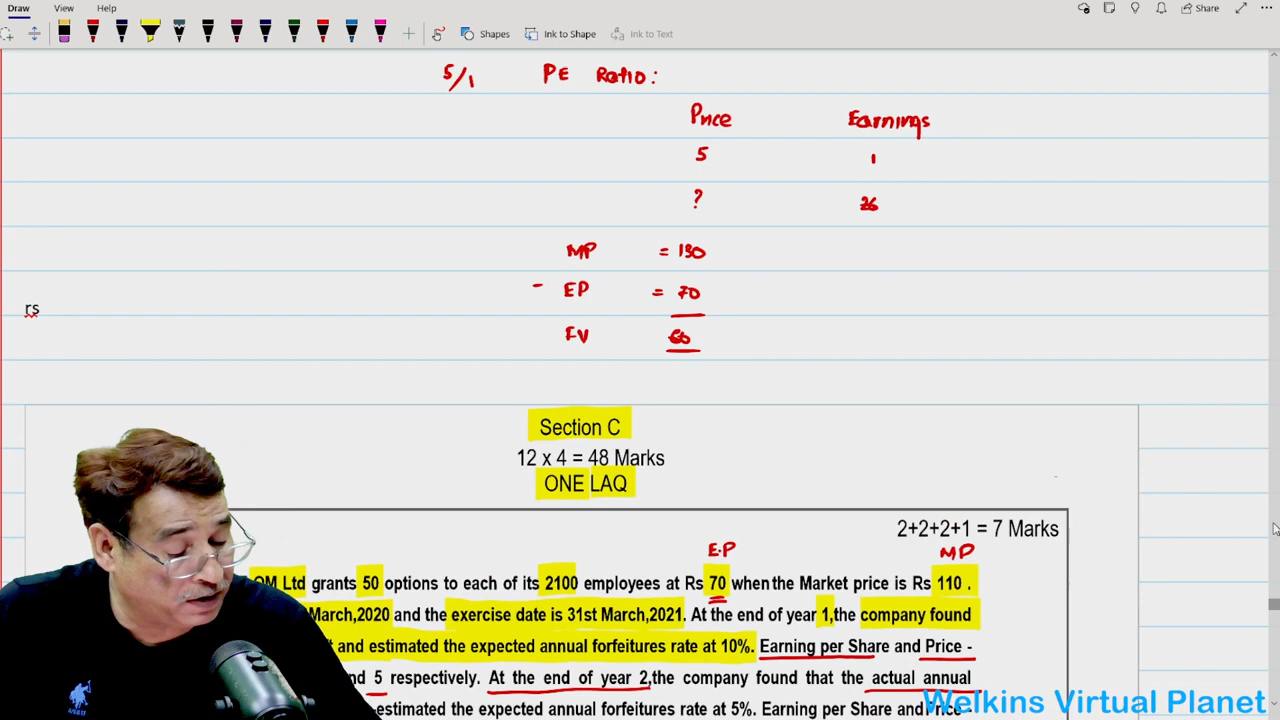 Draw View Help Share
Shapes Ink to Shape Ink to Text
5/1 PE Ratio:
Price Earnings
5 1
? 26
MP = 130
- EP = 70
FV 60
rs
Section C
12 x 4 = 48 Marks
ONE LAQ
2+2+2+1 = 7 Marks
E.P MP
OM Ltd grants 50 options to each of its 2100 employees at Rs 70 when the Market price is Rs 110 .
March,2020 and the exercise date is 31st March,2021. At the end of year 1,the company found
and estimated the expected annual forfeitures rate at 10%. Earning per Share and Price -
5 respectively. At the end of year 2,the company found that the actual annual
estimated the expected annual forfeitures rate at 5%. Earning per Share and Price -
Welkins Virtual Planet